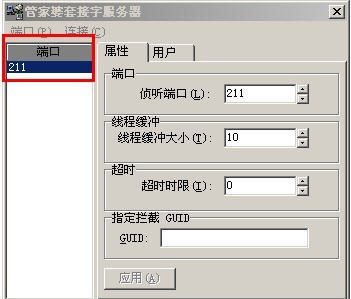 管家婆套接字服务器
端口(P) 连接(C)
端口
211
属性 用户
端口
侦听端口(L): 211
线程缓冲
线程缓冲大小(T): 10
超时
超时时限(I): 0
指定拦截 GUID
GUID:
应用(A)